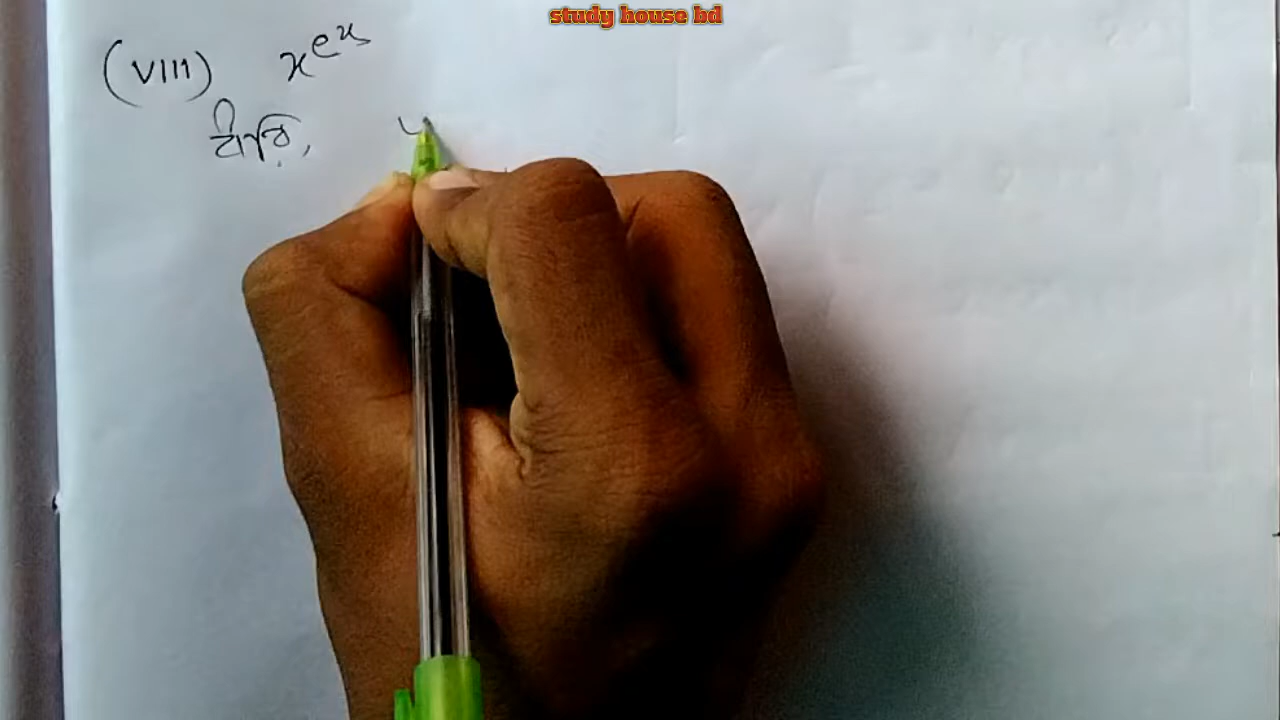 study house bd
(VIII) x^e^x
ধরি,